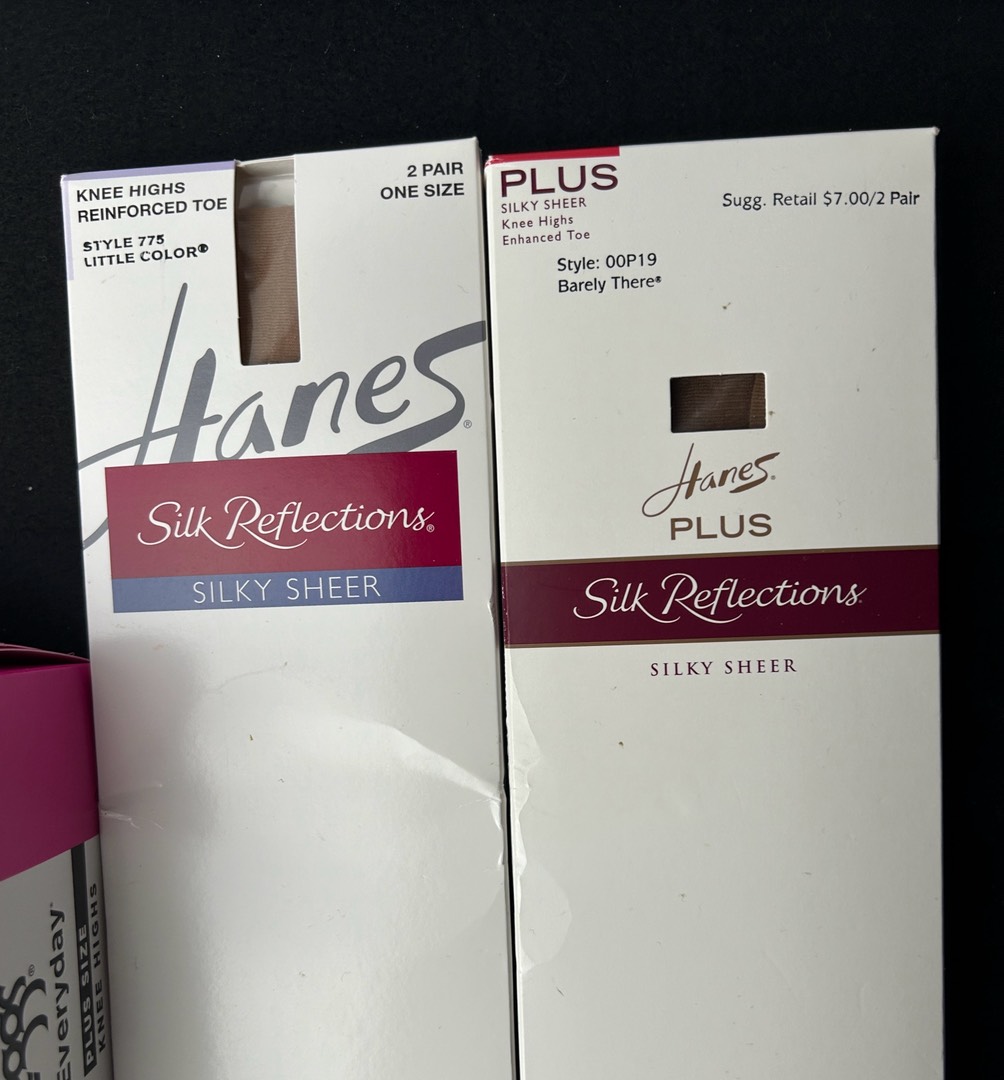 KNEE HIGHS
REINFORCED TOE
STYLE 775
LITTLE COLOR®
2 PAIR
ONE SIZE
Hanes®
Silk Reflections®
SILKY SHEER
PLUS
SILKY SHEER
Knee Highs
Enhanced Toe
Sugg. Retail $7.00/2 Pair
Style: 00P19
Barely There®
Hanes®
PLUS
Silk Reflections®
SILKY SHEER
Everyday
PLUS SIZE
KNEE HIGHS